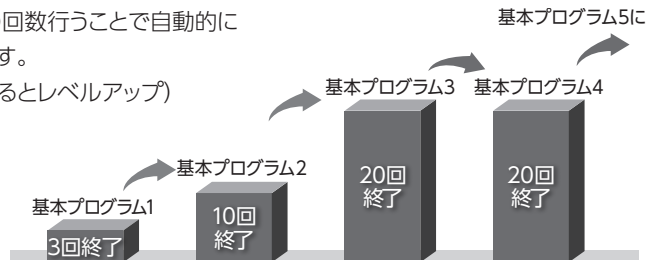 回数行うことで自動的に
す。
るとレベルアップ)
基本プログラム1
3回終了
基本プログラム2
10回
終了
基本プログラム3
20回
終了
基本プログラム4
20回
終了
基本プログラム5に